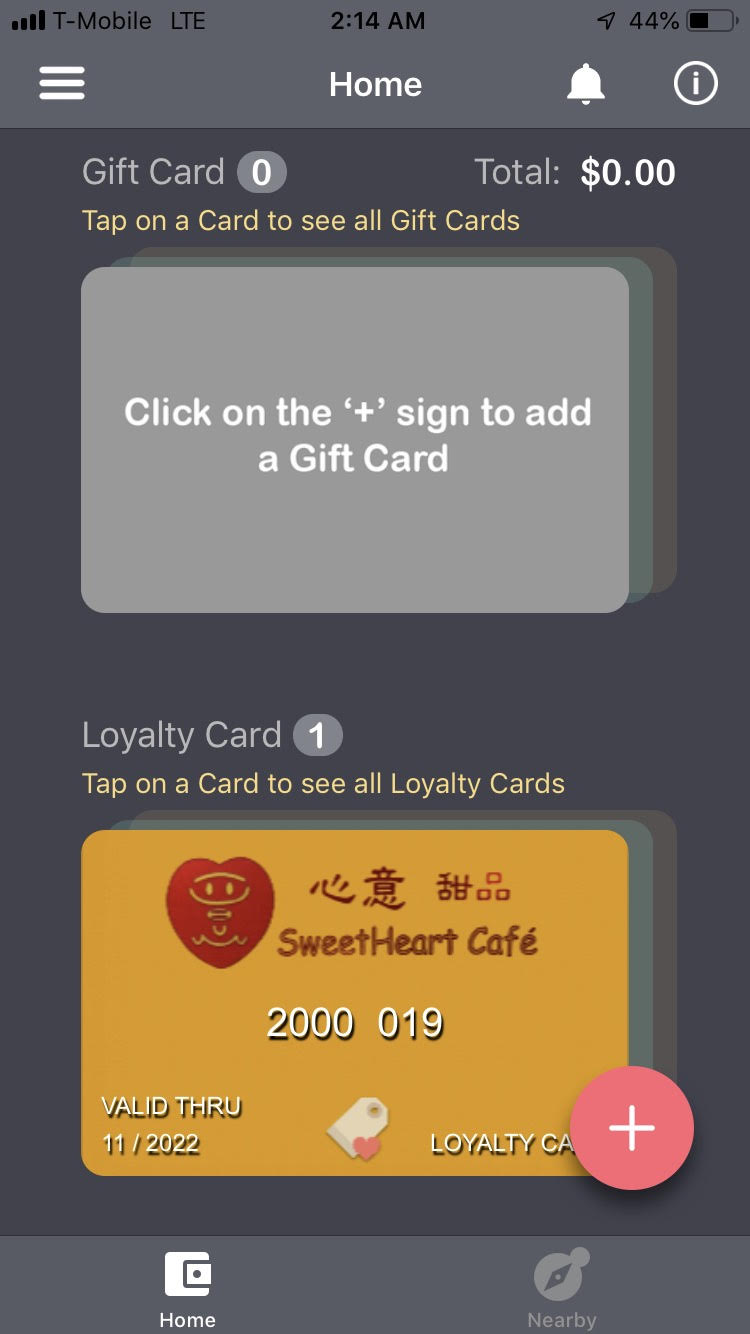 T-Mobile LTE 2:14 AM 44%
Home
Gift Card 0 Total: $0.00
Tap on a Card to see all Gift Cards
Click on the ‘+’ sign to add
a Gift Card
Loyalty Card 1
Tap on a Card to see all Loyalty Cards
心意 甜品
SweetHeart Café
2000 019
VALID THRU
11 / 2022
LOYALTY CA
Home
Nearby